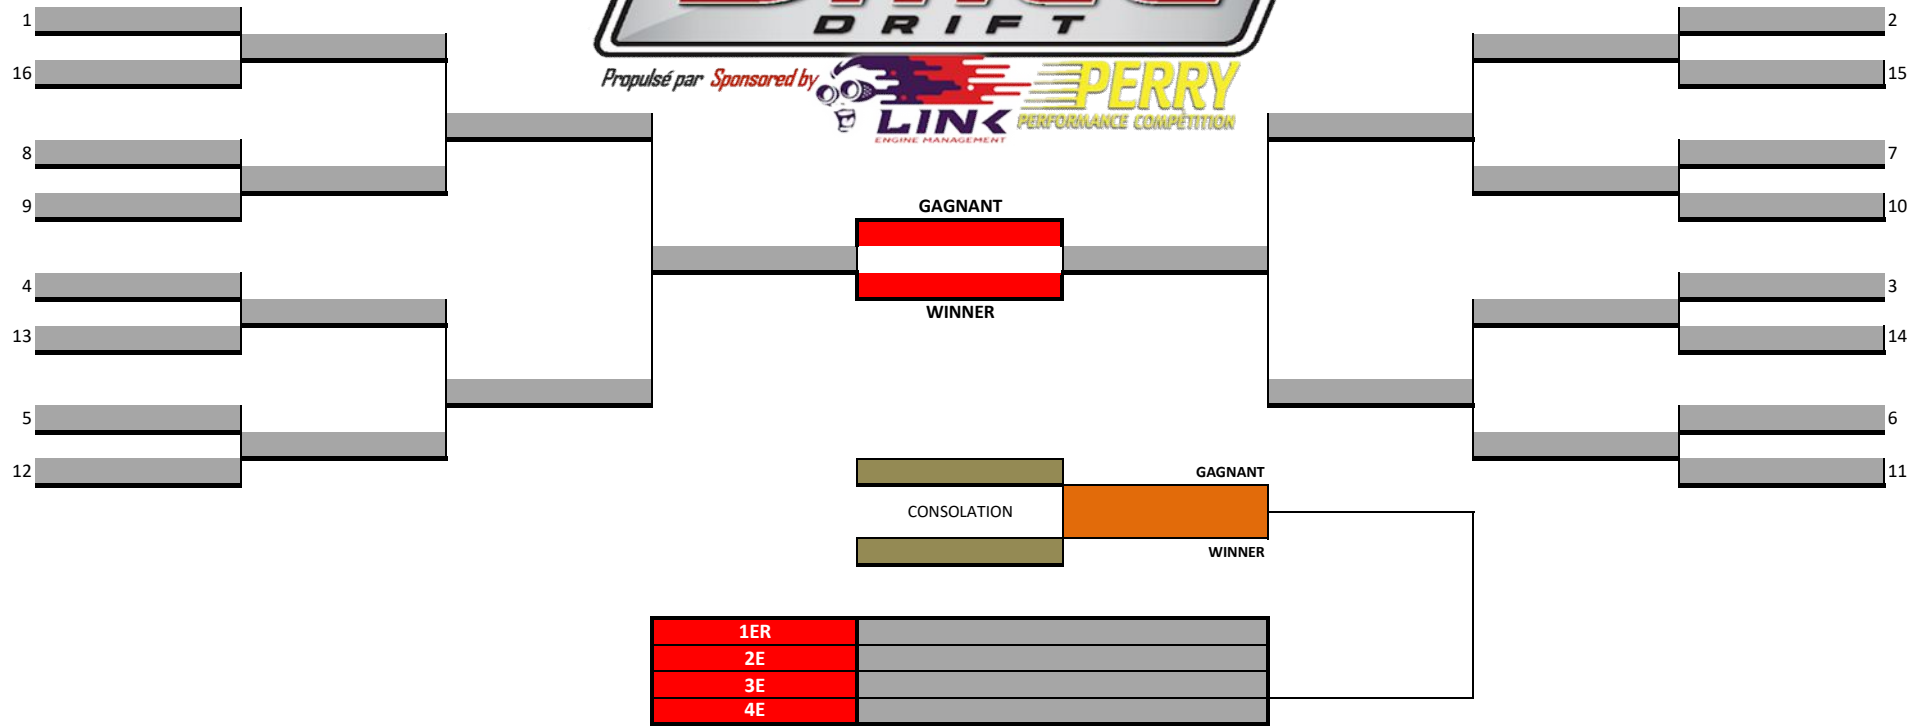 DRIFT
Propulsé par Sponsored by
LINK
ENGINE MANAGEMENT
PERRY
PERFORMANCE COMPÉTITION
1
16
8
9
4
13
5
12
2
15
7
10
3
14
6
11
GAGNANT
WINNER
CONSOLATION
GAGNANT
WINNER
1ER
2E
3E
4E